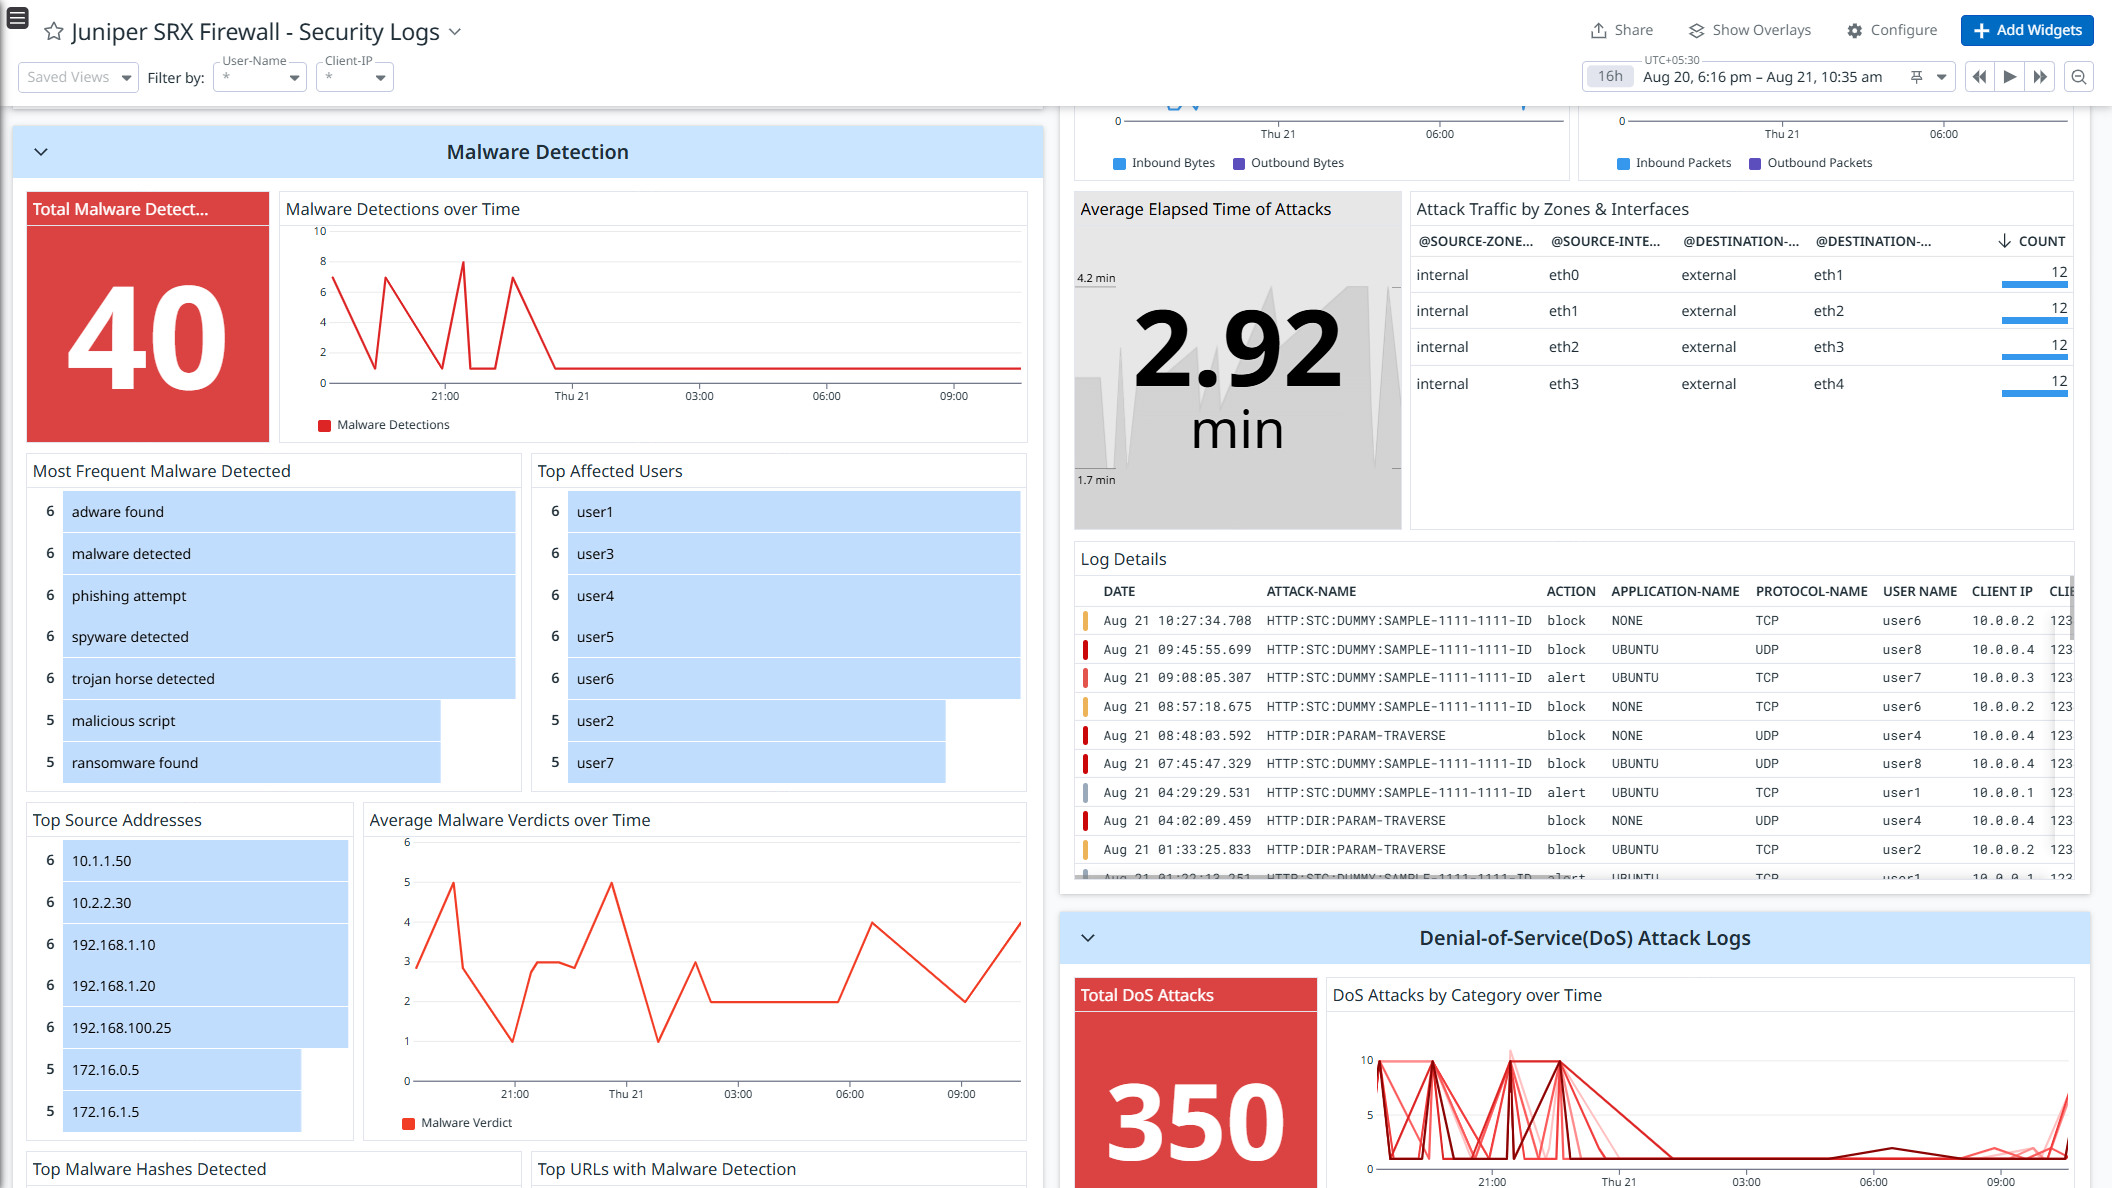 Juniper SRX Firewall - Security Logs
Share
Show Overlays
Configure
Add Widgets
Saved Views
Filter by:
User-Name
*
Client-IP
*
UTC+05:30
16h
Aug 20, 6:16 pm – Aug 21, 10:35 am
Malware Detection
Total Malware Detect...
40
Malware Detections over Time
10
8
6
4
2
0
21:00
Thu 21
03:00
06:00
09:00
Malware Detections
Most Frequent Malware Detected
6 adware found
6 malware detected
6 phishing attempt
6 spyware detected
6 trojan horse detected
5 malicious script
5 ransomware found
Top Affected Users
6 user1
6 user3
6 user4
6 user5
6 user6
5 user2
5 user7
Top Source Addresses
6 10.1.1.50
6 10.2.2.30
6 192.168.1.10
6 192.168.1.20
6 192.168.100.25
5 172.16.0.5
5 172.16.1.5
Average Malware Verdicts over Time
6
5
4
3
2
1
0
21:00
Thu 21
03:00
06:00
09:00
Malware Verdict
Top Malware Hashes Detected
Top URLs with Malware Detection
0
Thu 21
06:00
Inbound Bytes
Outbound Bytes
0
Thu 21
06:00
Inbound Packets
Outbound Packets
Average Elapsed Time of Attacks
4.2 min
2.92
min
1.7 min
Attack Traffic by Zones & Interfaces
@SOURCE-ZONE... @SOURCE-INTE... @DESTINATION-... @DESTINATION-... COUNT
internal eth0 external eth1 12
internal eth1 external eth2 12
internal eth2 external eth3 12
internal eth3 external eth4 12
Log Details
DATE ATTACK-NAME ACTION APPLICATION-NAME PROTOCOL-NAME USER NAME CLIENT IP CLIE
Aug 21 10:27:34.708 HTTP:STC:DUMMY:SAMPLE-1111-1111-ID block NONE TCP user6 10.0.0.2 123
Aug 21 09:45:55.699 HTTP:STC:DUMMY:SAMPLE-1111-1111-ID block UBUNTU UDP user8 10.0.0.4 123
Aug 21 09:08:05.307 HTTP:STC:DUMMY:SAMPLE-1111-1111-ID alert UBUNTU TCP user7 10.0.0.3 123
Aug 21 08:57:18.675 HTTP:STC:DUMMY:SAMPLE-1111-1111-ID block NONE TCP user6 10.0.0.2 123
Aug 21 08:48:03.592 HTTP:DIR:PARAM-TRAVERSE block NONE UDP user4 10.0.0.4 123
Aug 21 07:45:47.329 HTTP:STC:DUMMY:SAMPLE-1111-1111-ID block UBUNTU UDP user8 10.0.0.4 123
Aug 21 04:29:29.531 HTTP:STC:DUMMY:SAMPLE-1111-1111-ID alert UBUNTU TCP user1 10.0.0.1 123
Aug 21 04:02:09.459 HTTP:DIR:PARAM-TRAVERSE block NONE UDP user4 10.0.0.4 123
Aug 21 01:33:25.833 HTTP:DIR:PARAM-TRAVERSE block UBUNTU TCP user2 10.0.0.2 123
Aug 21 01:22:13.251 HTTP:STC:DUMMY:SAMPLE-1111-1111-ID alert UBUNTU TCP user1 10.0.0.1 123
Denial-of-Service(DoS) Attack Logs
Total DoS Attacks
350
DoS Attacks by Category over Time
10
5
0
21:00
Thu 21
03:00
06:00
09:00